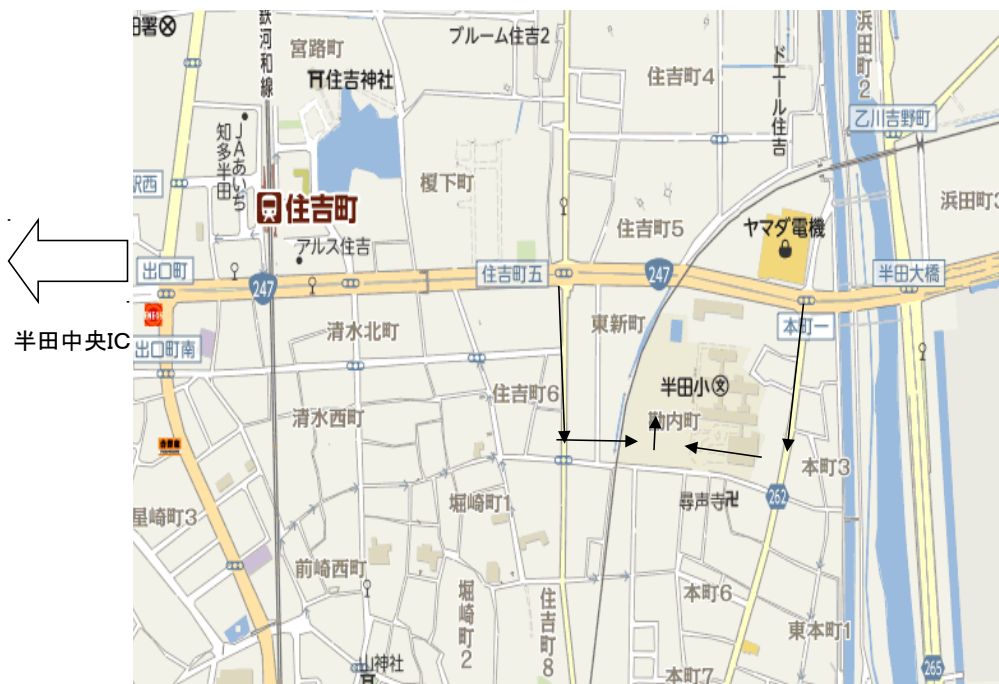 田署
鉄河和線
宮路町
ブルーム住吉2
住吉町4
ドエール住吉
浜田町2
住吉神社
乙川吉野町
JAあいち
知多半田
駅西
榎下町
住吉町
住吉町5
ヤマダ電機
浜田町3
アルス住吉
出口町
247
住吉町五
247
半田大橋
半田中央IC
ENEOS
清水北町
東新町
本町一
出口町南
住吉町6
半田小
文
清水西町
勘内町
本町3
堀崎町1
尋声寺
262
星崎町3
前崎西町
堀崎町2
住吉町8
本町6
東本町1
山神社
本町7
265